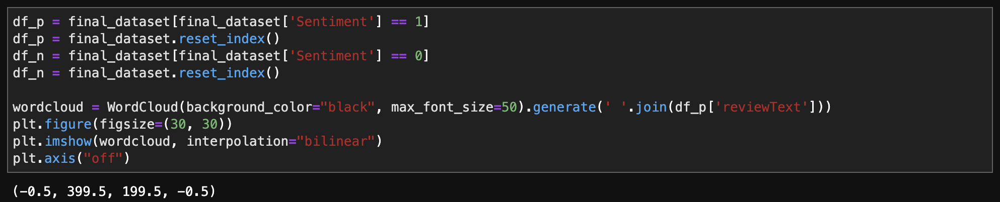 df_p = final_dataset[final_dataset['Sentiment'] == 1]
df_p = final_dataset.reset_index()
df_n = final_dataset[final_dataset['Sentiment'] == 0]
df_n = final_dataset.reset_index()

wordcloud = WordCloud(background_color="black", max_font_size=50).generate(' '.join(df_p['reviewText']))
plt.figure(figsize=(30, 30))
plt.imshow(wordcloud, interpolation="bilinear")
plt.axis("off")
(-0.5, 399.5, 199.5, -0.5)